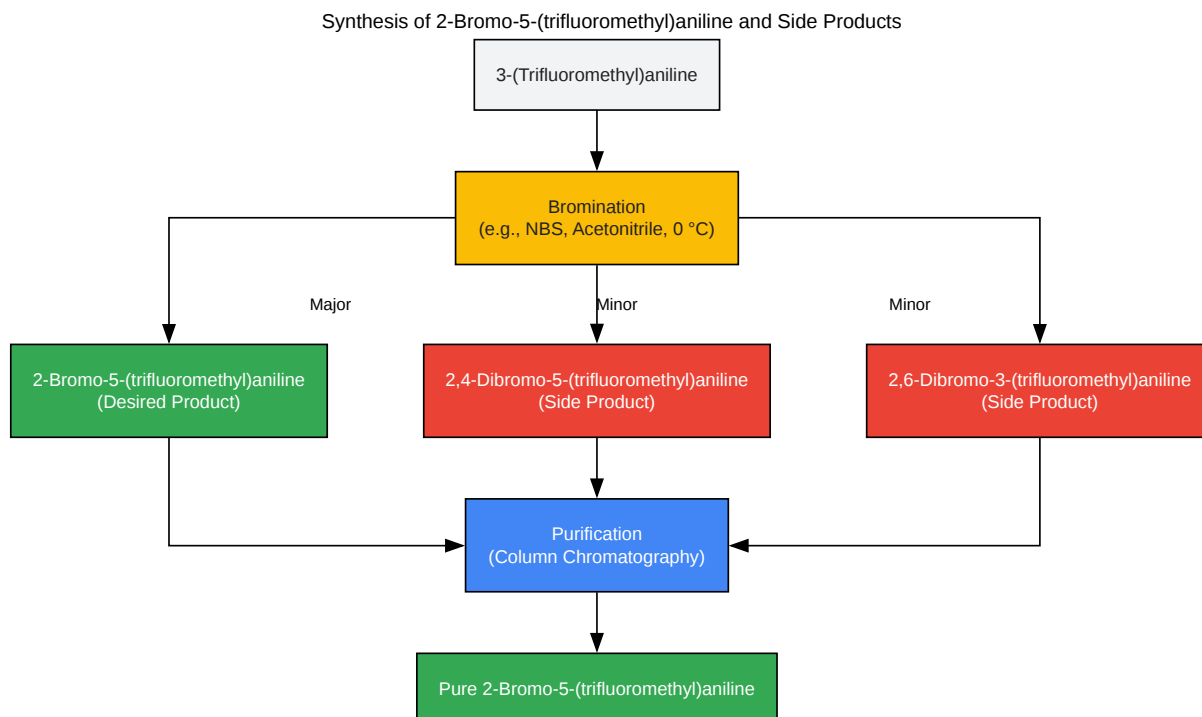 Synthesis of 2-Bromo-5-(trifluoromethyl)aniline and Side Products
3-(Trifluoromethyl)aniline
Bromination
(e.g., NBS, Acetonitrile, 0 °C)
Major
Minor
Minor
2-Bromo-5-(trifluoromethyl)aniline
(Desired Product)
2,4-Dibromo-5-(trifluoromethyl)aniline
(Side Product)
2,6-Dibromo-3-(trifluoromethyl)aniline
(Side Product)
Purification
(Column Chromatography)
Pure 2-Bromo-5-(trifluoromethyl)aniline